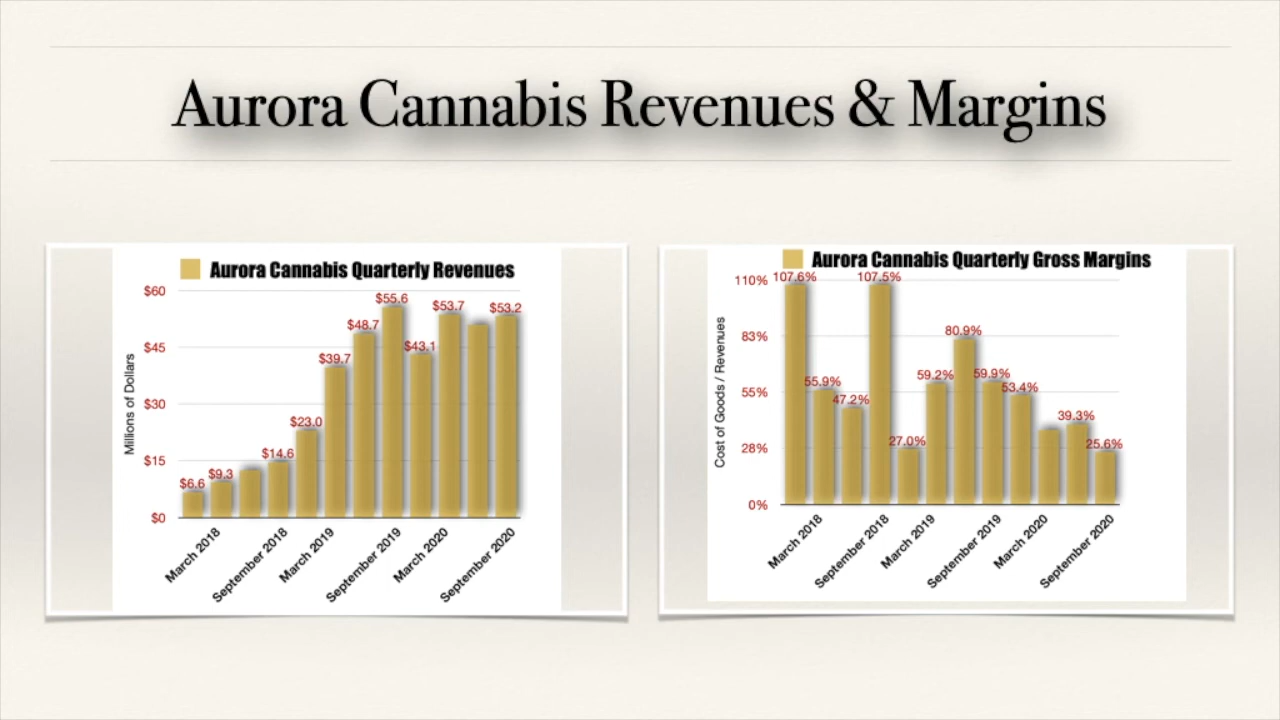 Aurora Cannabis Revenues & Margins
Aurora Cannabis Quarterly Revenues
Millions of Dollars
$60
$45
$30
$15
$0
$6.6
$9.3
$14.6
$23.0
$39.7
$48.7
$55.6
$43.1
$53.7
$53.2
March 2018
September 2018
March 2019
September 2019
March 2020
September 2020
Aurora Cannabis Quarterly Gross Margins
Cost of Goods / Revenues
110%
83%
55%
28%
0%
107.6%
55.9%
47.2%
107.5%
27.0%
59.2%
80.9%
59.9%
53.4%
39.3%
25.6%
March 2018
September 2018
March 2019
September 2019
March 2020
September 2020